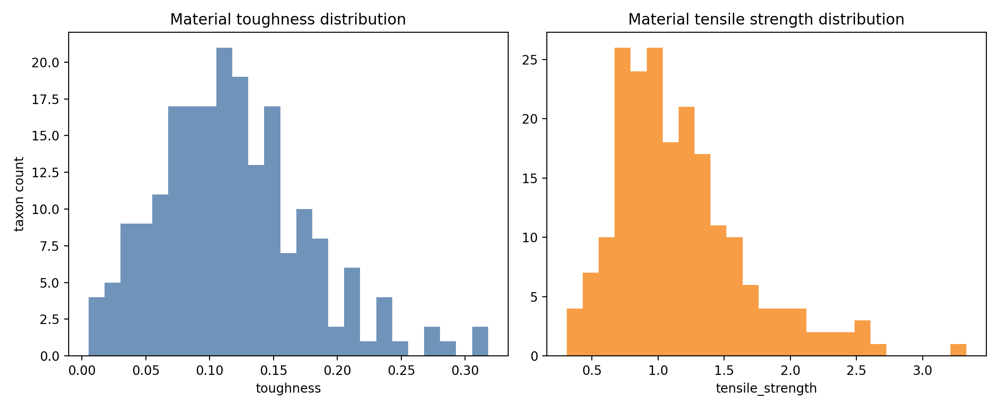 Material toughness distribution
20.0
17.5
15.0
12.5
10.0
7.5
5.0
2.5
0.0
taxon count
0.00 0.05 0.10 0.15 0.20 0.25 0.30
toughness
Material tensile strength distribution
25
20
15
10
5
0
0.5 1.0 1.5 2.0 2.5 3.0
tensile_strength